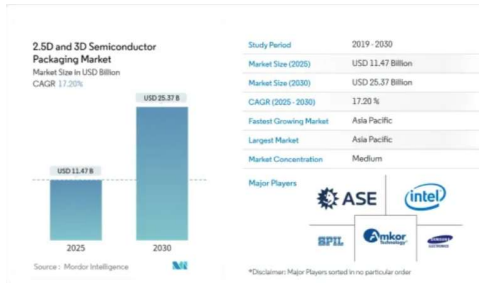 2.5D and 3D Semiconductor
Packaging Market
Market Size in USD Billion
CAGR 17.20%
USD 25.37 B
USD 11.47 B
2025
2030
Source : Mordor Intelligence
Study Period 2019 - 2030
Market Size (2025) USD 11.47 Billion
Market Size (2030) USD 25.37 Billion
CAGR (2025 - 2030) 17.20 %
Fastest Growing Market Asia Pacific
Largest Market Asia Pacific
Market Concentration Medium
Major Players
ASE
intel
SPIL
Amkor
Technology
SAMSUNG
*Disclaimer: Major Players sorted in no particular order